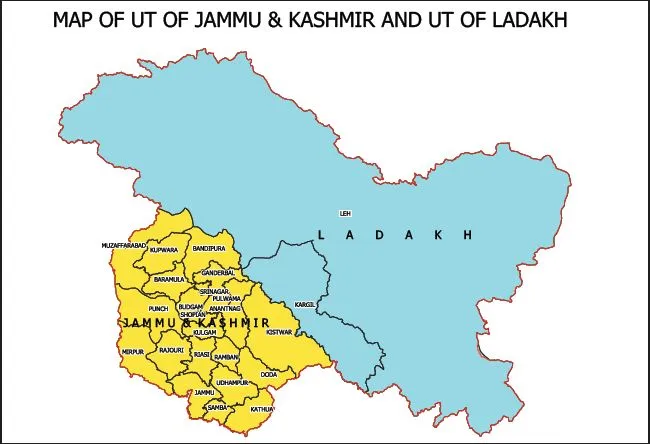 MAP OF UT OF JAMMU & KASHMIR AND UT OF LADAKH
LEH
L A D A K H
MUZAFFARABAD
KUPWARA
BANDIPURA
GANDERBAL
BARAMULA
SRINAGAR
PULWAMA
KARGIL
PUNCH
BUDGAM
ANANTNAG
SHOPIAN
JAMMU & KASHMIR
KULGAM
KISTWAR
MIRPUR
RAJOURI
RIASI
RAMBAN
DODA
UDHAMPUR
JAMMU
SAMBA
KATHUA